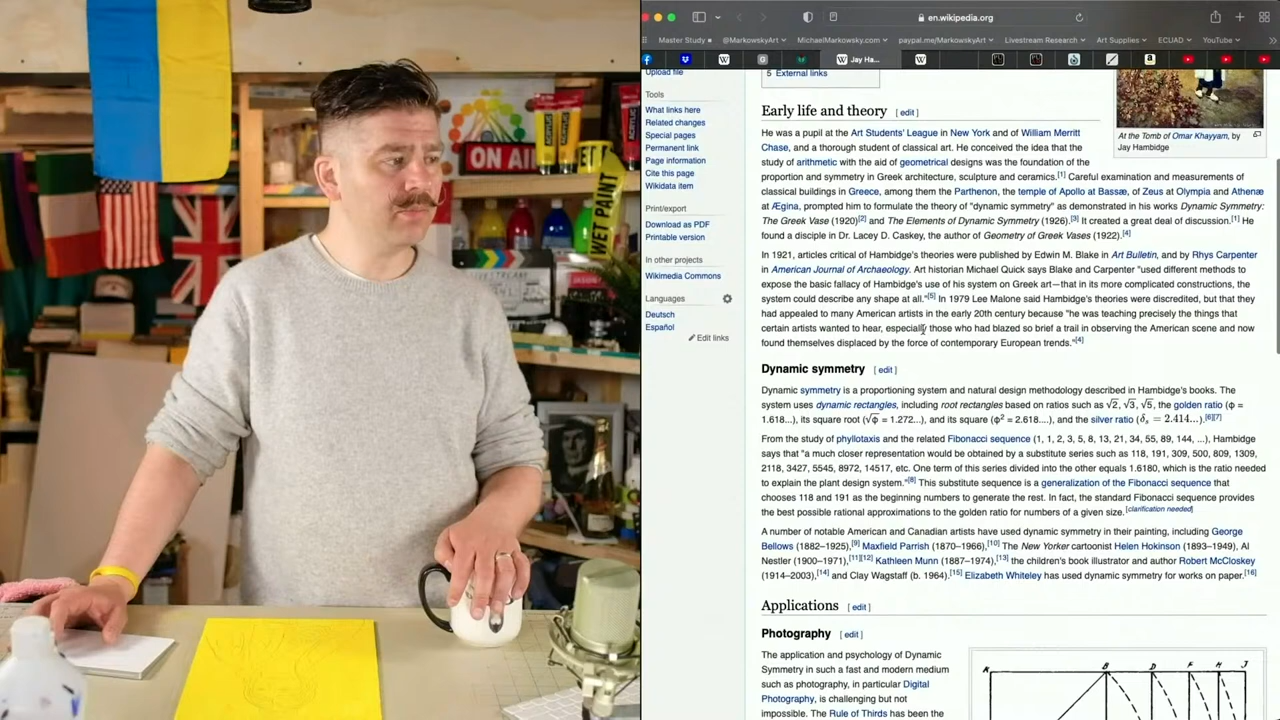 ON AIR
WET PAINT
ACRYLIC
en.wikipedia.org
Master Study
@MarkowskyArt
MichaelMarkowsky.com
paypal.me/MarkowskyArt
Livestream Research
Art Supplies
ECUAD
YouTube
Jay Ha...
Upload file
Tools
What links here
Related changes
Special pages
Permanent link
Page information
Cite this page
Wikidata item
Print/export
Download as PDF
Printable version
In other projects
Wikimedia Commons
Languages
Deutsch
Español
Edit links
5 External links
At the Tomb of Omar Khayyam, by
Jay Hambidge
Early life and theory [ edit ]
He was a pupil at the Art Students' League in New York and of William Merritt
Chase, and a thorough student of classical art. He conceived the idea that the
study of arithmetic with the aid of geometrical designs was the foundation of the
proportion and symmetry in Greek architecture, sculpture and ceramics.[1] Careful examination and measurements of
classical buildings in Greece, among them the Parthenon, the temple of Apollo at Bassæ, of Zeus at Olympia and Athenæ
at Ægina, prompted him to formulate the theory of "dynamic symmetry" as demonstrated in his works Dynamic Symmetry:
The Greek Vase (1920)[2] and The Elements of Dynamic Symmetry (1926).[3] It created a great deal of discussion.[1] He
found a disciple in Dr. Lacey D. Caskey, the author of Geometry of Greek Vases (1922).[4]
In 1921, articles critical of Hambidge's theories were published by Edwin M. Blake in Art Bulletin, and by Rhys Carpenter
in American Journal of Archaeology. Art historian Michael Quick says Blake and Carpenter "used different methods to
expose the basic fallacy of Hambidge's use of his system on Greek art—that in its more complicated constructions, the
system could describe any shape at all."[5] In 1979 Lee Malone said Hambidge's theories were discredited, but that they
had appealed to many American artists in the early 20th century because "he was teaching precisely the things that
certain artists wanted to hear, especially those who had blazed so brief a trail in observing the American scene and now
found themselves displaced by the force of contemporary European trends."[4]
Dynamic symmetry [ edit ]
Dynamic symmetry is a proportioning system and natural design methodology described in Hambidge's books. The
system uses dynamic rectangles, including root rectangles based on ratios such as √2, √3, √5, the golden ratio (φ =
1.618...), its square root (√φ = 1.272...), and its square (φ² = 2.618....), and the silver ratio (δs = 2.414...).[6][7]
From the study of phyllotaxis and the related Fibonacci sequence (1, 1, 2, 3, 5, 8, 13, 21, 34, 55, 89, 144, ...), Hambidge
says that "a much closer representation would be obtained by a substitute series such as 118, 191, 309, 500, 809, 1309,
2118, 3427, 5545, 8972, 14517, etc. One term of this series divided into the other equals 1.6180, which is the ratio needed
to explain the plant design system."[8] This substitute sequence is a generalization of the Fibonacci sequence that
chooses 118 and 191 as the beginning numbers to generate the rest. In fact, the standard Fibonacci sequence provides
the best possible rational approximations to the golden ratio for numbers of a given size.[clarification needed]
A number of notable American and Canadian artists have used dynamic symmetry in their painting, including George
Bellows (1882–1925),[9] Maxfield Parrish (1870–1966),[10] The New Yorker cartoonist Helen Hokinson (1893–1949), Al
Nestler (1900–1971),[11][12] Kathleen Munn (1887–1974),[13] the children's book illustrator and author Robert McCloskey
(1914–2003),[14] and Clay Wagstaff (b. 1964).[15] Elizabeth Whiteley has used dynamic symmetry for works on paper.[16]
Applications [ edit ]
Photography [ edit ]
The application and psychology of Dynamic
Symmetry in such a fast and modern medium
such as photography, in particular Digital
Photography, is challenging but not
impossible. The Rule of Thirds has been the
K B D F H J